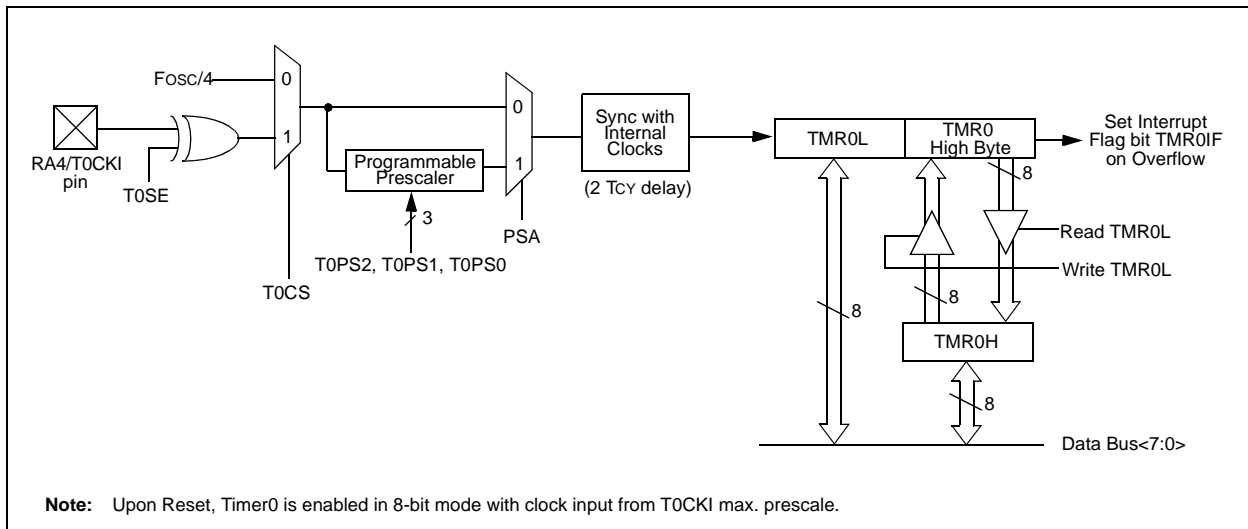 FOSC/4
0
1
RA4/T0CKI
pin
T0SE
T0CS
Programmable
Prescaler
3
T0PS2, T0PS1, T0PS0
0
1
PSA
Sync with
Internal
Clocks
(2 TCY delay)
TMR0L
TMR0
High Byte
Set Interrupt
Flag bit TMR0IF
on Overflow
8
Read TMR0L
Write TMR0L
8
8
TMR0H
8
Data Bus<7:0>
Note: Upon Reset, Timer0 is enabled in 8-bit mode with clock input from T0CKI max. prescale.